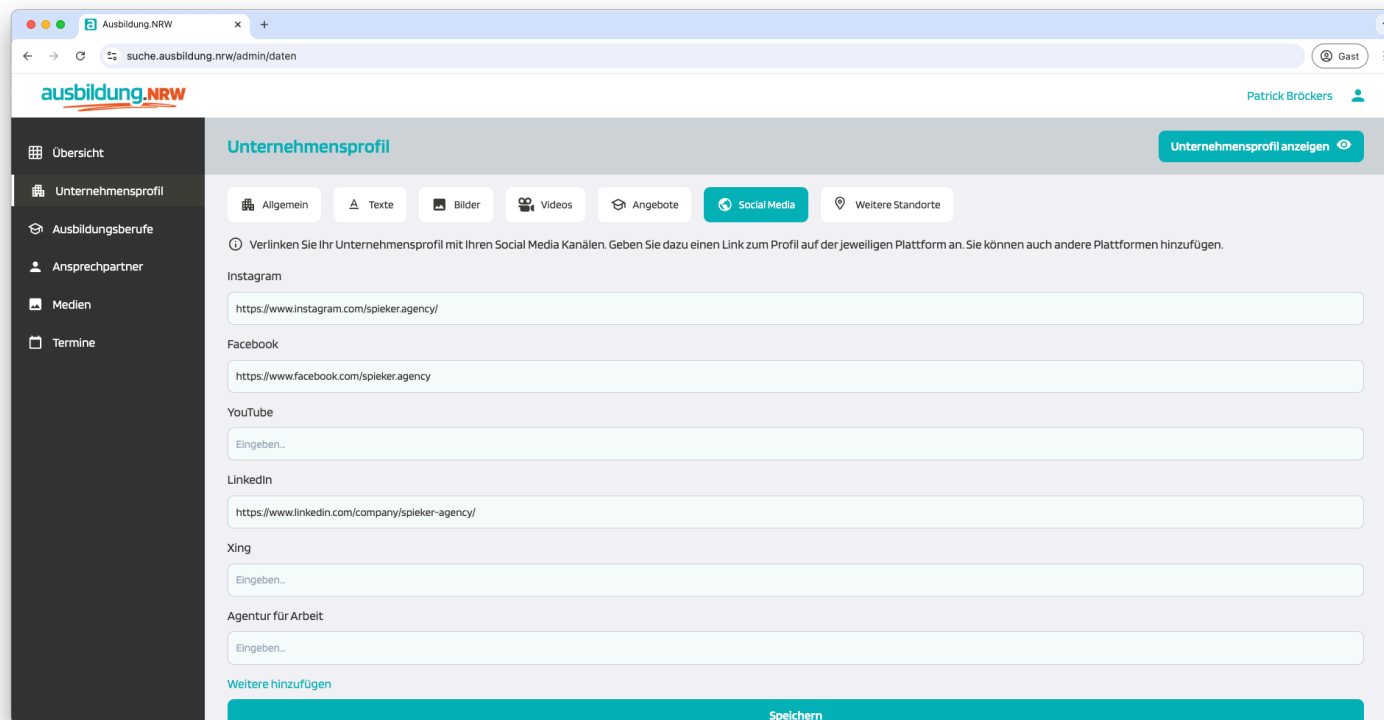 Ausbildung.NRW
suche.ausbildung.nrw/admin/daten
Gast
ausbildung.NRW
Patrick Bröckers
Übersicht
Unternehmensprofil
Ausbildungsberufe
Ansprechpartner
Medien
Termine
Unternehmensprofil
Unternehmensprofil anzeigen
Allgemein
Texte
Bilder
Videos
Angebote
Social Media
Weitere Standorte
Verlinken Sie Ihr Unternehmensprofil mit Ihren Social Media Kanälen. Geben Sie dazu einen Link zum Profil auf der jeweiligen Plattform an. Sie können auch andere Plattformen hinzufügen.
Instagram
https://www.instagram.com/spieker.agency/
Facebook
https://www.facebook.com/spieker.agency
YouTube
Eingeben...
LinkedIn
https://www.linkedin.com/company/spieker-agency/
Xing
Eingeben...
Agentur für Arbeit
Eingeben...
Weitere hinzufügen
Speichern